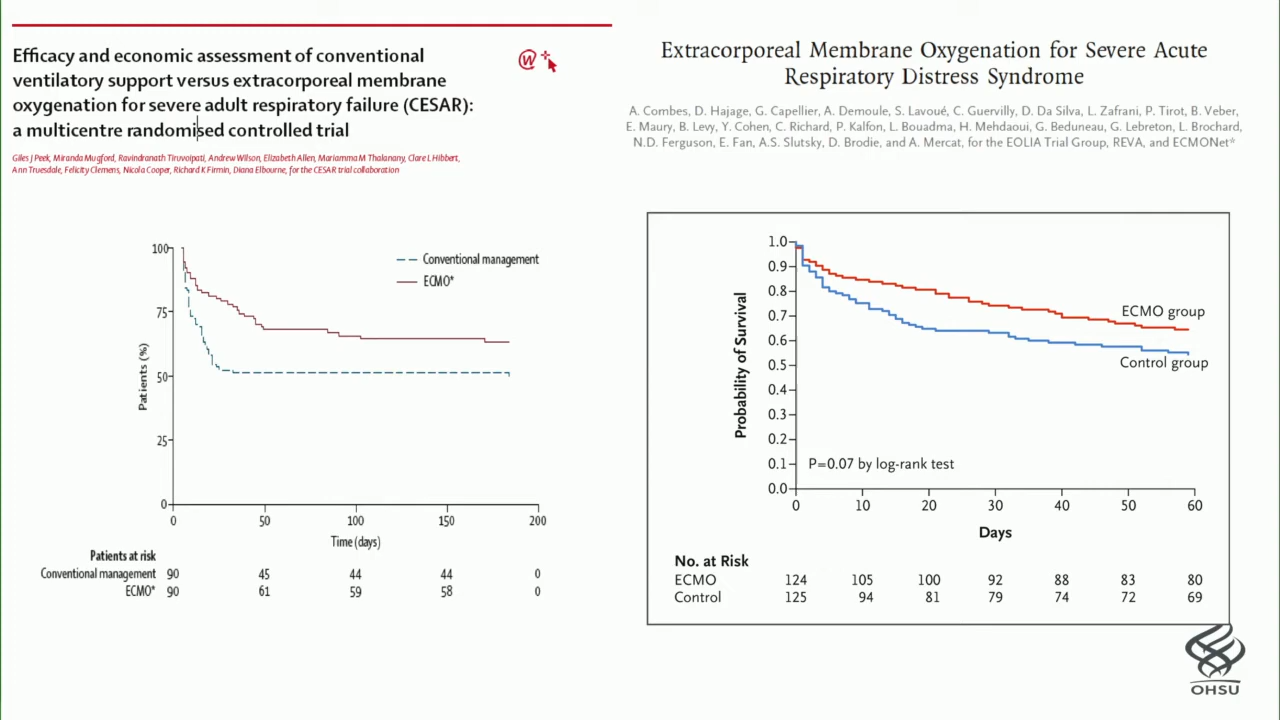 Efficacy and economic assessment of conventional
ventilatory support versus extracorporeal membrane
oxygenation for severe adult respiratory failure (CESAR):
a multicentre randomised controlled trial
Giles J Peek, Miranda Mugford, Ravindranath Tiruvoipati, Andrew Wilson, Elizabeth Allen, Mariamma M Thalanany, Clare L Hibbert,
Ann Truesdale, Felicity Clemens, Nicola Cooper, Richard K Firmin, Diana Elbourne, for the CESAR trial collaboration
W
100
75
50
25
0
Patients (%)
Conventional management
ECMO*
0 50 100 150 200
Time (days)
Patients at risk
Conventional management 90 45 44 44 0
ECMO* 90 61 59 58 0
Extracorporeal Membrane Oxygenation for Severe Acute
Respiratory Distress Syndrome
A. Combes, D. Hajage, G. Capellier, A. Demoule, S. Lavoué, C. Guervilly, D. Da Silva, L. Zafrani, P. Tirot, B. Veber,
E. Maury, B. Levy, Y. Cohen, C. Richard, P. Kalfon, L. Bouadma, H. Mehdaoui, G. Beduneau, G. Lebreton, L. Brochard,
N.D. Ferguson, E. Fan, A.S. Slutsky, D. Brodie, and A. Mercat, for the EOLIA Trial Group, REVA, and ECMONet*
1.0
0.9
0.8
0.7
0.6
0.5
0.4
0.3
0.2
0.1
0.0
Probability of Survival
ECMO group
Control group
P=0.07 by log-rank test
0 10 20 30 40 50 60
Days
No. at Risk
ECMO 124 105 100 92 88 83 80
Control 125 94 81 79 74 72 69
OHSU